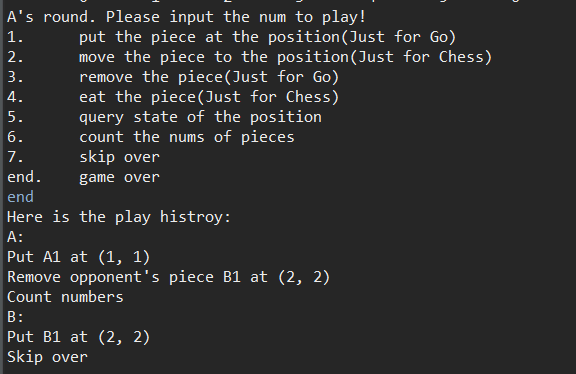 A's round. Please input the num to play!
1. put the piece at the position(Just for Go)
2. move the piece to the position(Just for Chess)
3. remove the piece(Just for Go)
4. eat the piece(Just for Chess)
5. query state of the position
6. count the nums of pieces
7. skip over
end. game over
end
Here is the play histroy:
A:
Put A1 at (1, 1)
Remove opponent's piece B1 at (2, 2)
Count numbers
B:
Put B1 at (2, 2)
Skip over